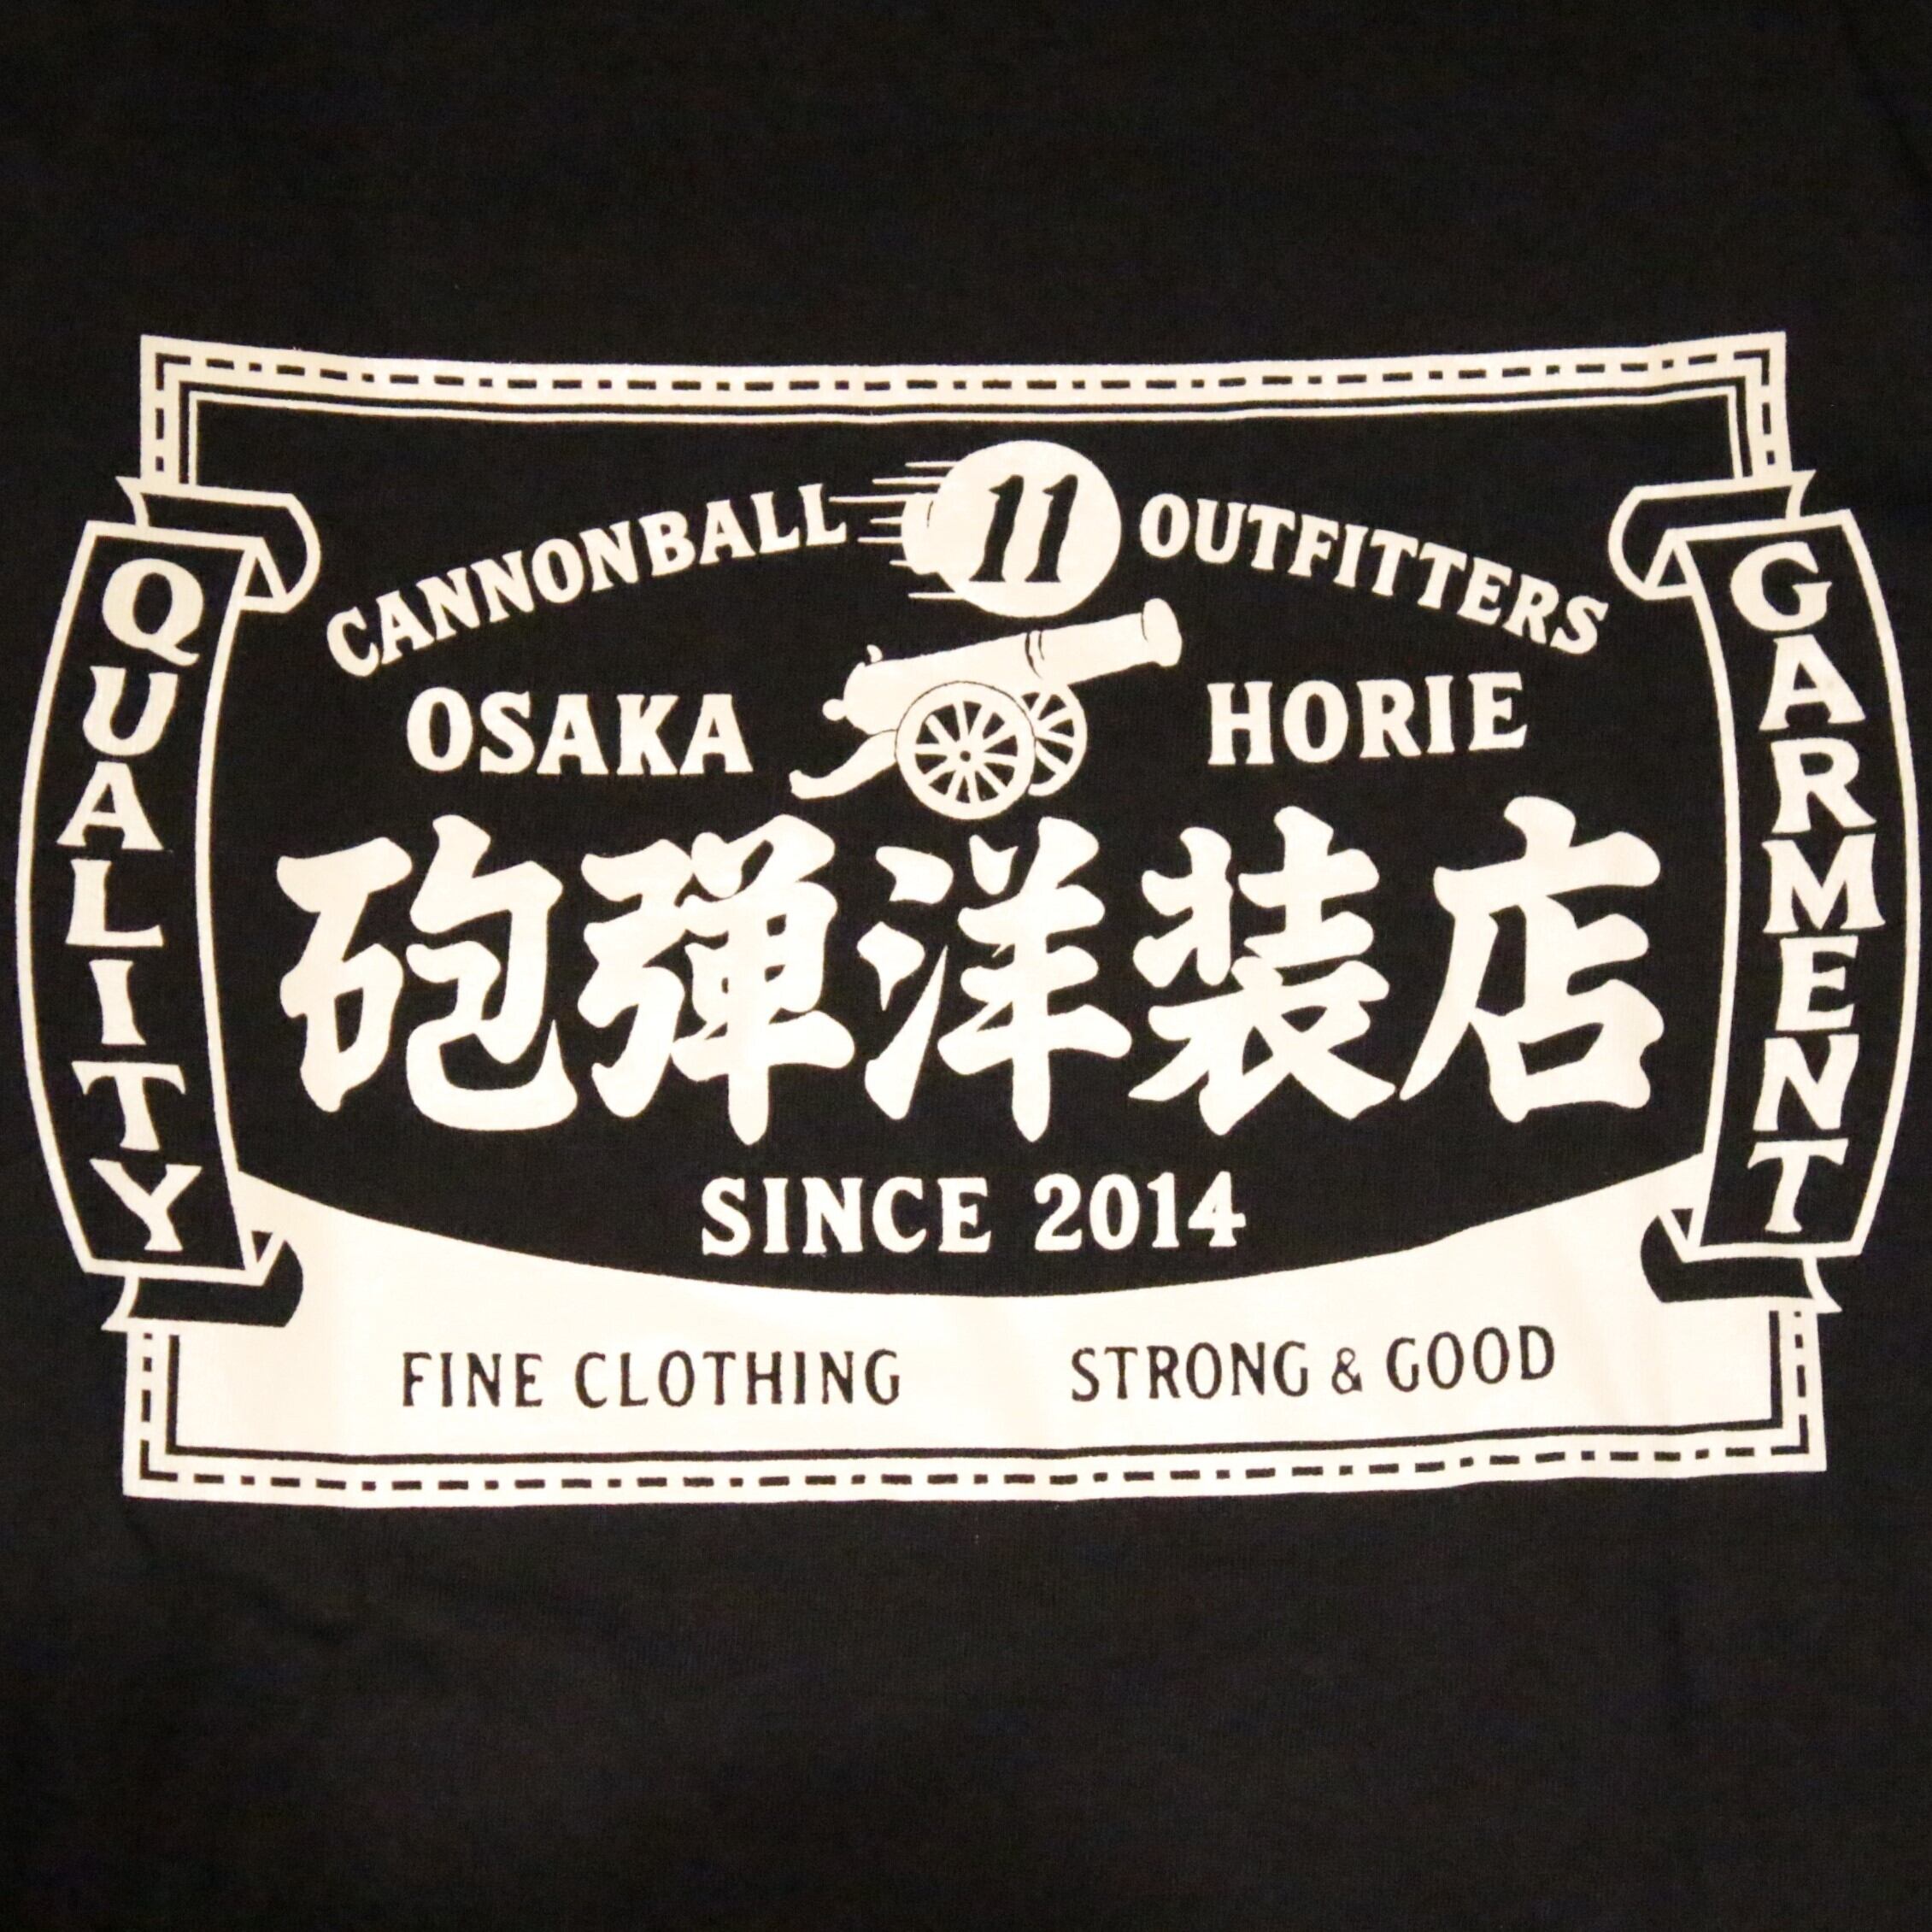 CANNONBALL 11 OUTFITTERS
OSAKA HORIE
砲弾洋装店
SINCE 2014
QUALITY
GARMENT
FINE CLOTHING STRONG & GOOD